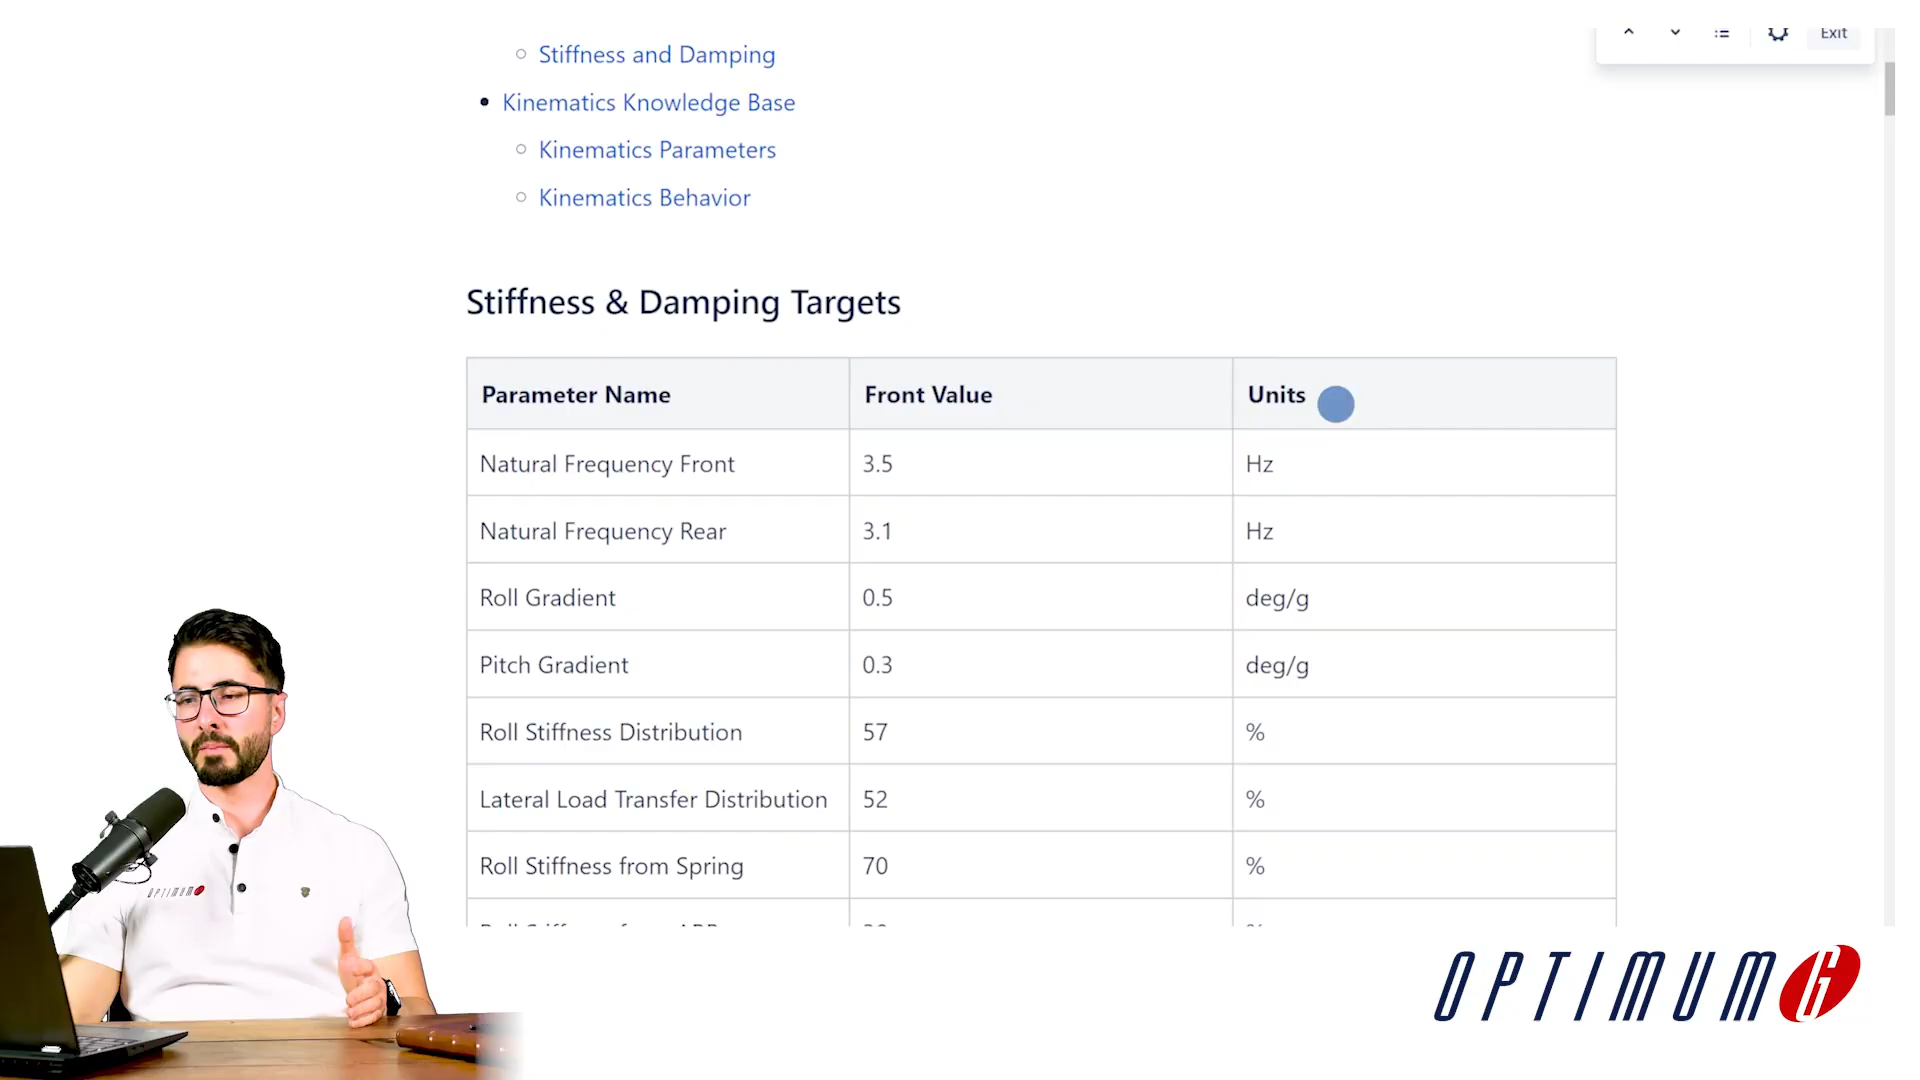 Exit
Stiffness and Damping
Kinematics Knowledge Base
Kinematics Parameters
Kinematics Behavior
Stiffness & Damping Targets
Parameter Name Front Value Units
Natural Frequency Front 3.5 Hz
Natural Frequency Rear 3.1 Hz
Roll Gradient 0.5 deg/g
Pitch Gradient 0.3 deg/g
Roll Stiffness Distribution 57 %
Lateral Load Transfer Distribution 52 %
Roll Stiffness from Spring 70 %
OPTIMUM
OPTIMUM G